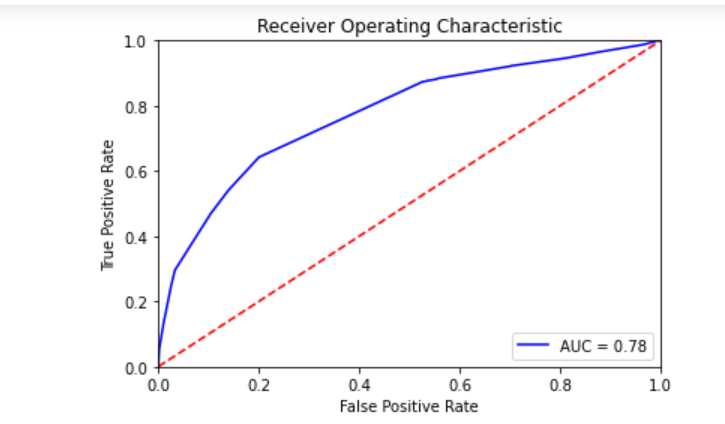 Receiver Operating Characteristic
1.0
0.8
0.6
0.4
0.2
0.0
True Positive Rate
AUC = 0.78
0.0 0.2 0.4 0.6 0.8 1.0
False Positive Rate